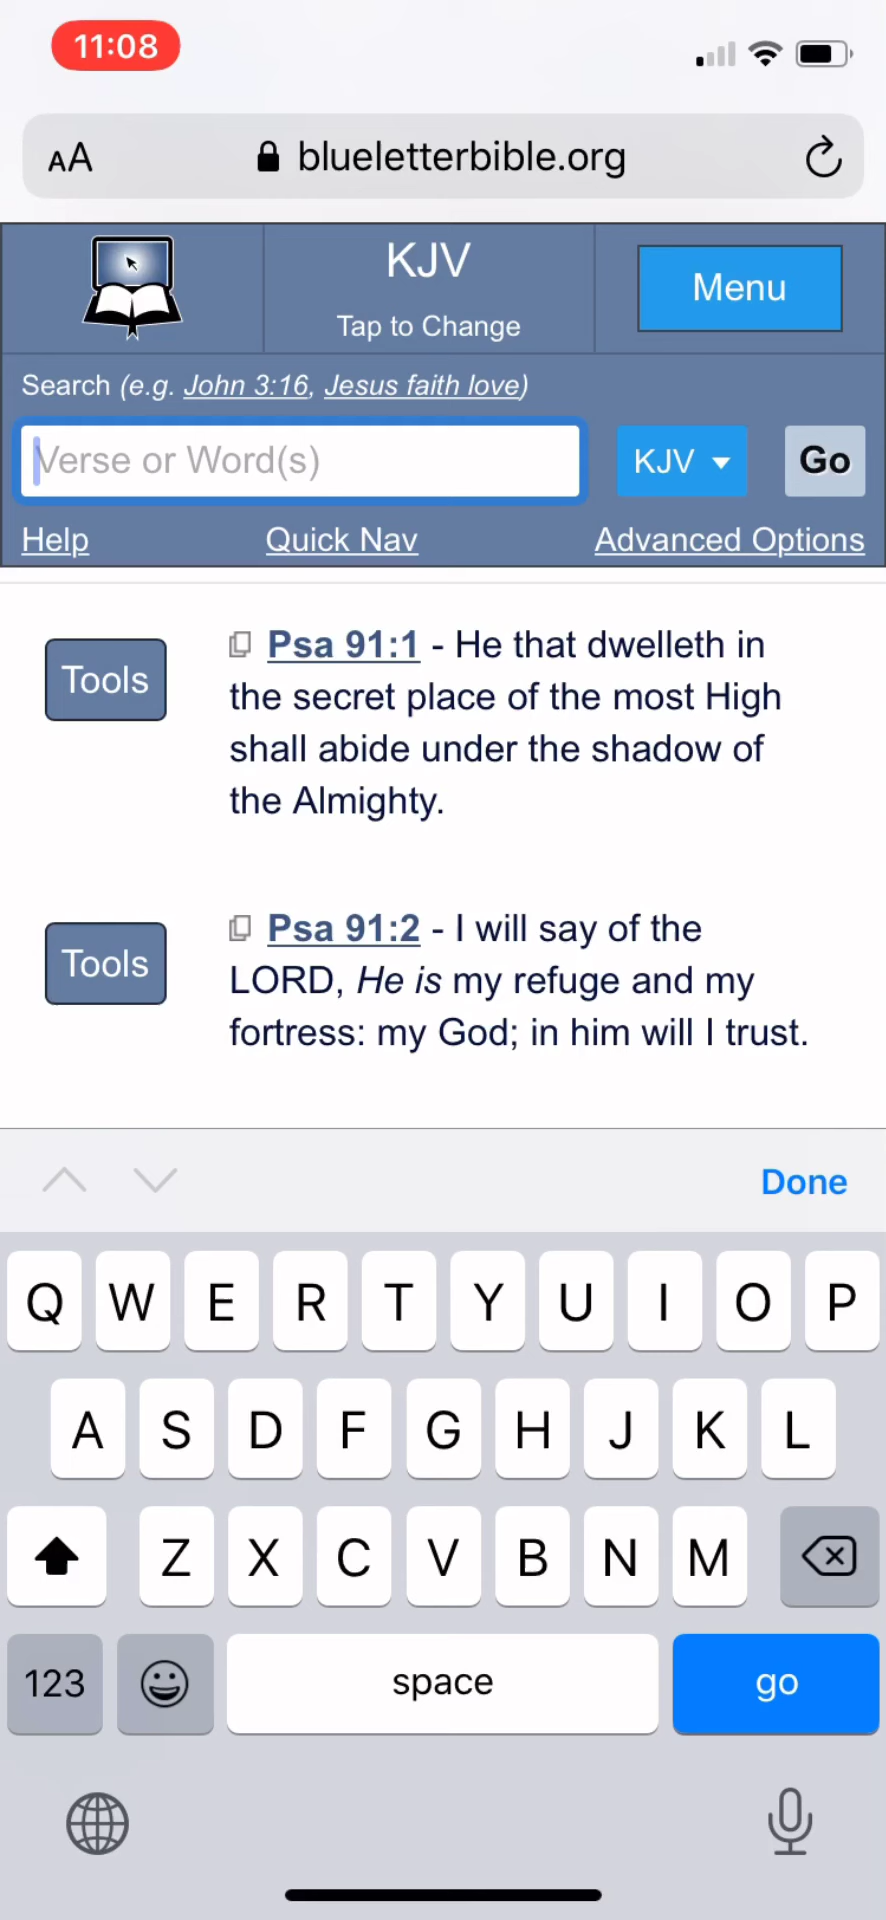 11:08
AA blueletterbible.org
KJV
Tap to Change
Menu
Search (e.g. John 3:16, Jesus faith love)
Verse or Word(s)
KJV
Go
Help Quick Nav Advanced Options
Tools
Psa 91:1 - He that dwelleth in
the secret place of the most High
shall abide under the shadow of
the Almighty.
Tools
Psa 91:2 - I will say of the
LORD, He is my refuge and my
fortress: my God; in him will I trust.
Done
Q W E R T Y U I O P
A S D F G H J K L
Z X C V B N M
123 space go